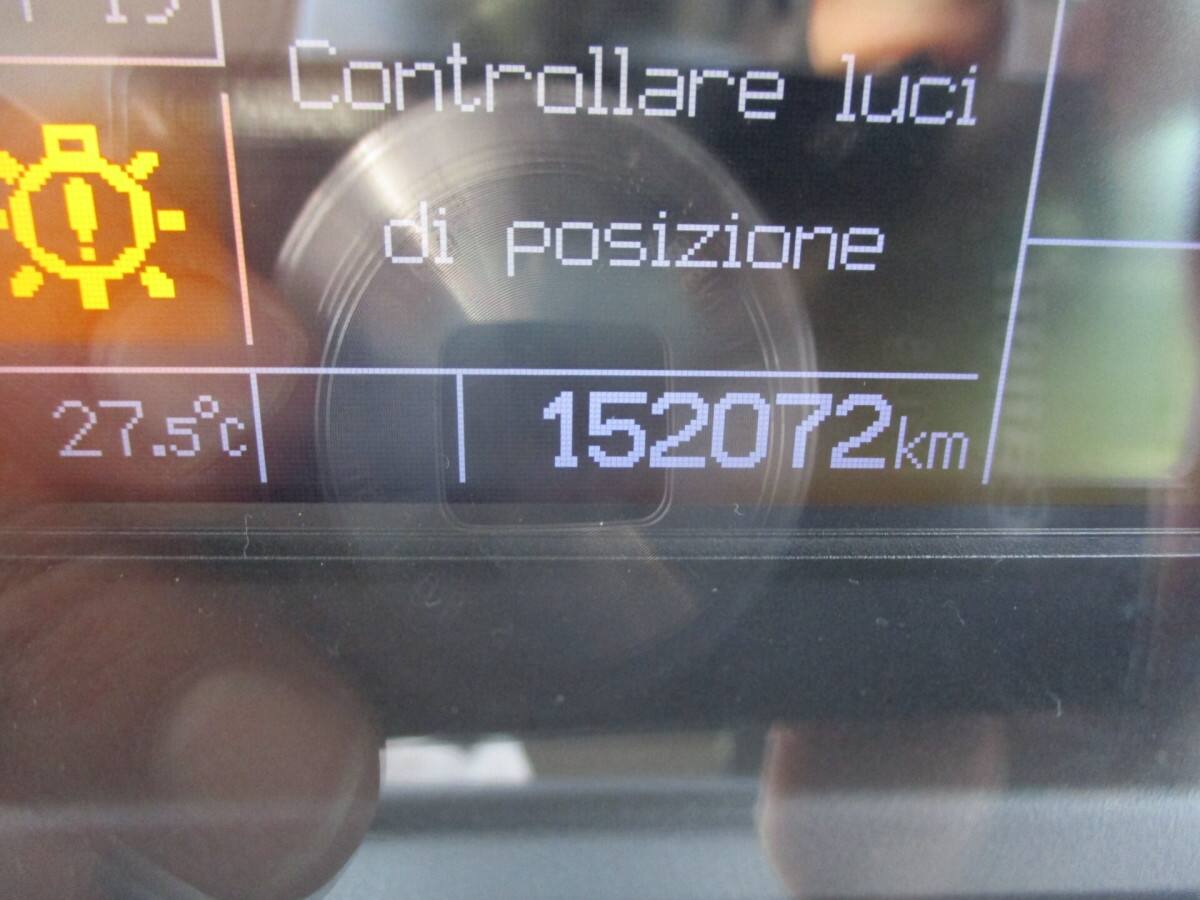 Controllare luci
di posizione
27.5°C
152072km